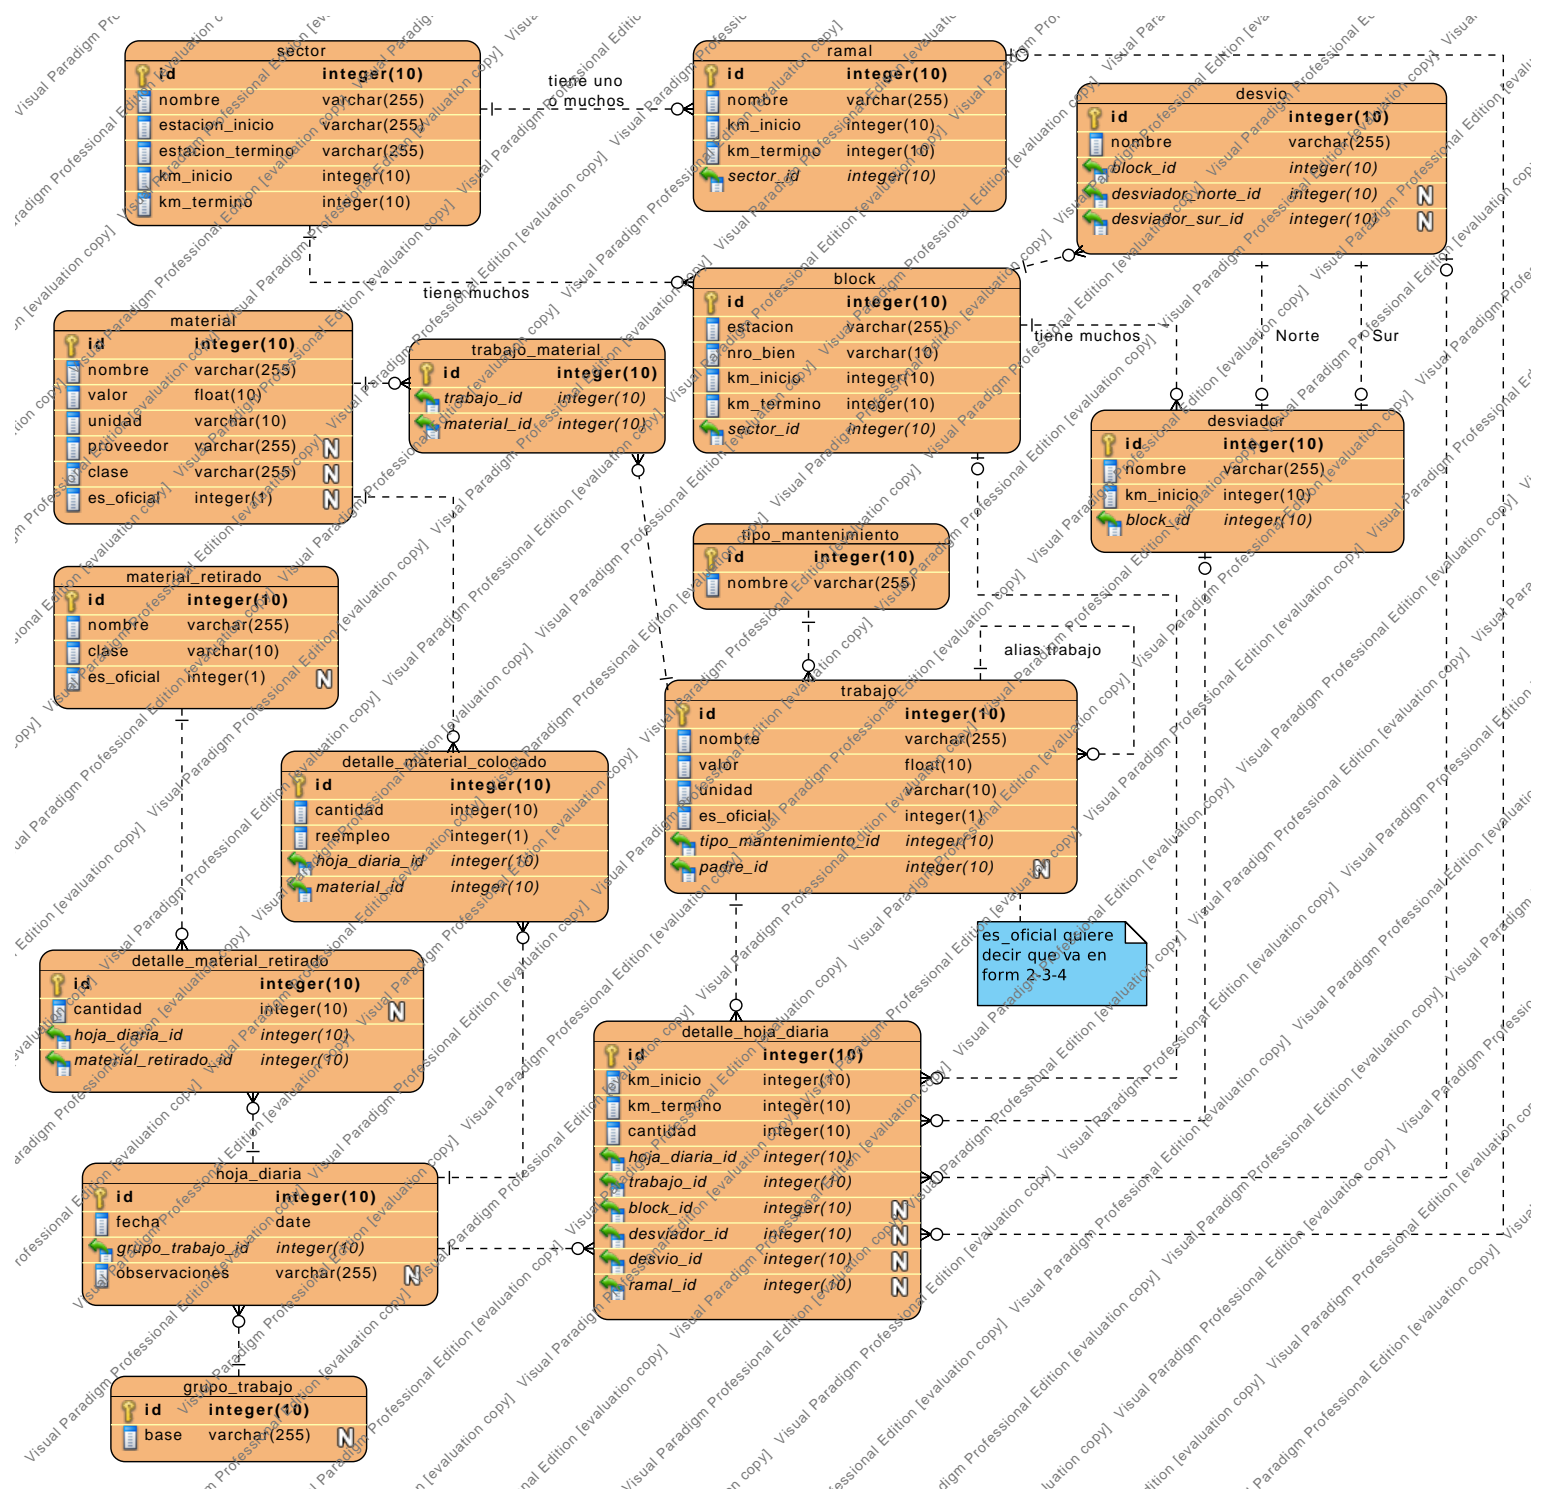 sector
id integer(10)
nombre varchar(255)
estacion_inicio varchar(255)
estacion_termino varchar(255)
km_inicio integer(10)
km_termino integer(10)
tiene uno
o muchos
ramal
id integer(10)
nombre varchar(255)
km_inicio integer(10)
km_termino integer(10)
sector_id integer(10)
desvio
id integer(10)
nombre varchar(255)
block_id integer(10)
desviador_norte_id integer(10) N
desviador_sur_id integer(10) N
tiene muchos
block
id integer(10)
estacion varchar(255)
nro_bien varchar(10)
km_inicio integer(10)
km_termino integer(10)
sector_id integer(10)
tiene muchos
Norte
Sur
material
id integer(10)
nombre varchar(255)
valor float(10)
unidad varchar(10)
proveedor varchar(255) N
clase varchar(255) N
es_oficial integer(1) N
trabajo_material
id integer(10)
trabajo_id integer(10)
material_id integer(10)
desviador
id integer(10)
nombre varchar(255)
km_inicio integer(10)
block_id integer(10)
tipo_mantenimiento
id integer(10)
nombre varchar(255)
material_retirado
id integer(10)
nombre varchar(255)
clase varchar(10)
es_oficial integer(1) N
alias trabajo
trabajo
id integer(10)
nombre varchar(255)
valor float(10)
unidad varchar(10)
es_oficial integer(1)
tipo_mantenimiento_id integer(10)
padre_id integer(10) N
detalle_material_colocado
id integer(10)
cantidad integer(10)
reempleo integer(1)
hoja_diaria_id integer(10)
material_id integer(10)
es_oficial quiere
decir que va en
form 2-3-4
detalle_material_retirado
id integer(10)
cantidad integer(10) N
hoja_diaria_id integer(10)
material_retirado_id integer(10)
detalle_hoja_diaria
id integer(10)
km_inicio integer(10)
km_termino integer(10)
cantidad integer(10)
hoja_diaria_id integer(10)
trabajo_id integer(10)
block_id integer(10) N
desviador_id integer(10) N
desvio_id integer(10) N
ramal_id integer(10) N
hoja_diaria
id integer(10)
fecha date
grupo_trabajo_id integer(10)
observaciones varchar(255) N
grupo_trabajo
id integer(10)
base varchar(255) N
Visual Paradigm Professional Edition [evaluation copy]